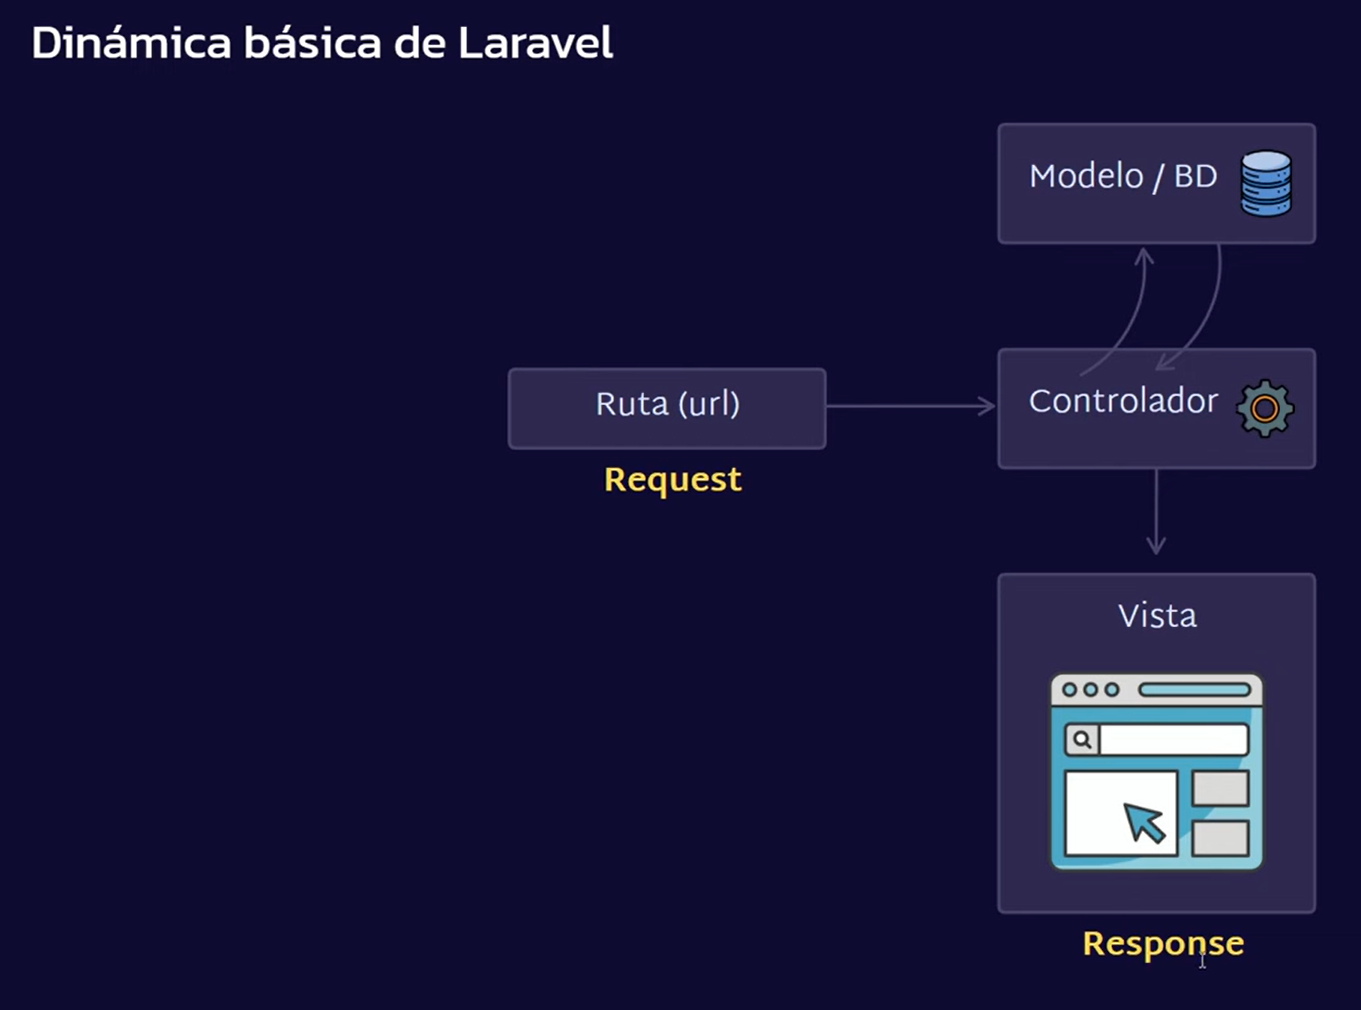 Dinámica básica de Laravel
Modelo / BD
Ruta (url)
Request
Controlador
Vista
Response